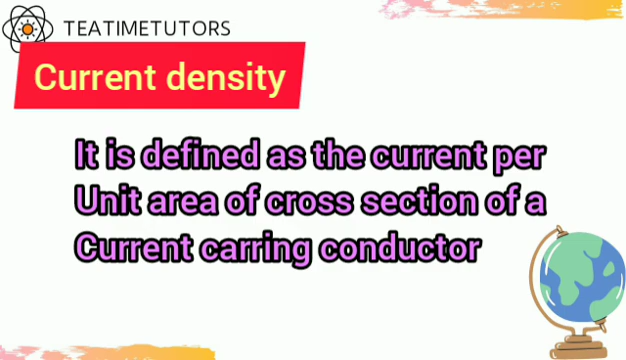 TEATIMETUTORS
Current density
It is defined as the current per
Unit area of cross section of a
Current carring conductor